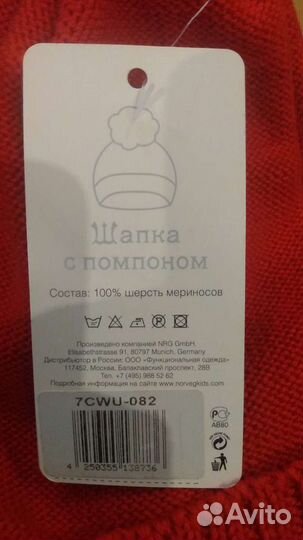 Шапка
с помпоном
Состав: 100% шерсть мериносов
Произведено компанией NRG GmbH,
Elisabethstrasse 91, 80797 Munich, Germany
Дистрибьютор в России: ООО «Функциональная одежда»
117452, Москва, Балаклавский проспект, 28В
Тел. +7 (495) 988 52 62
Подробная информация на сайте www.norvegkids.com
7CWU-082
4 250355 138736
РС
АВ80
Avito